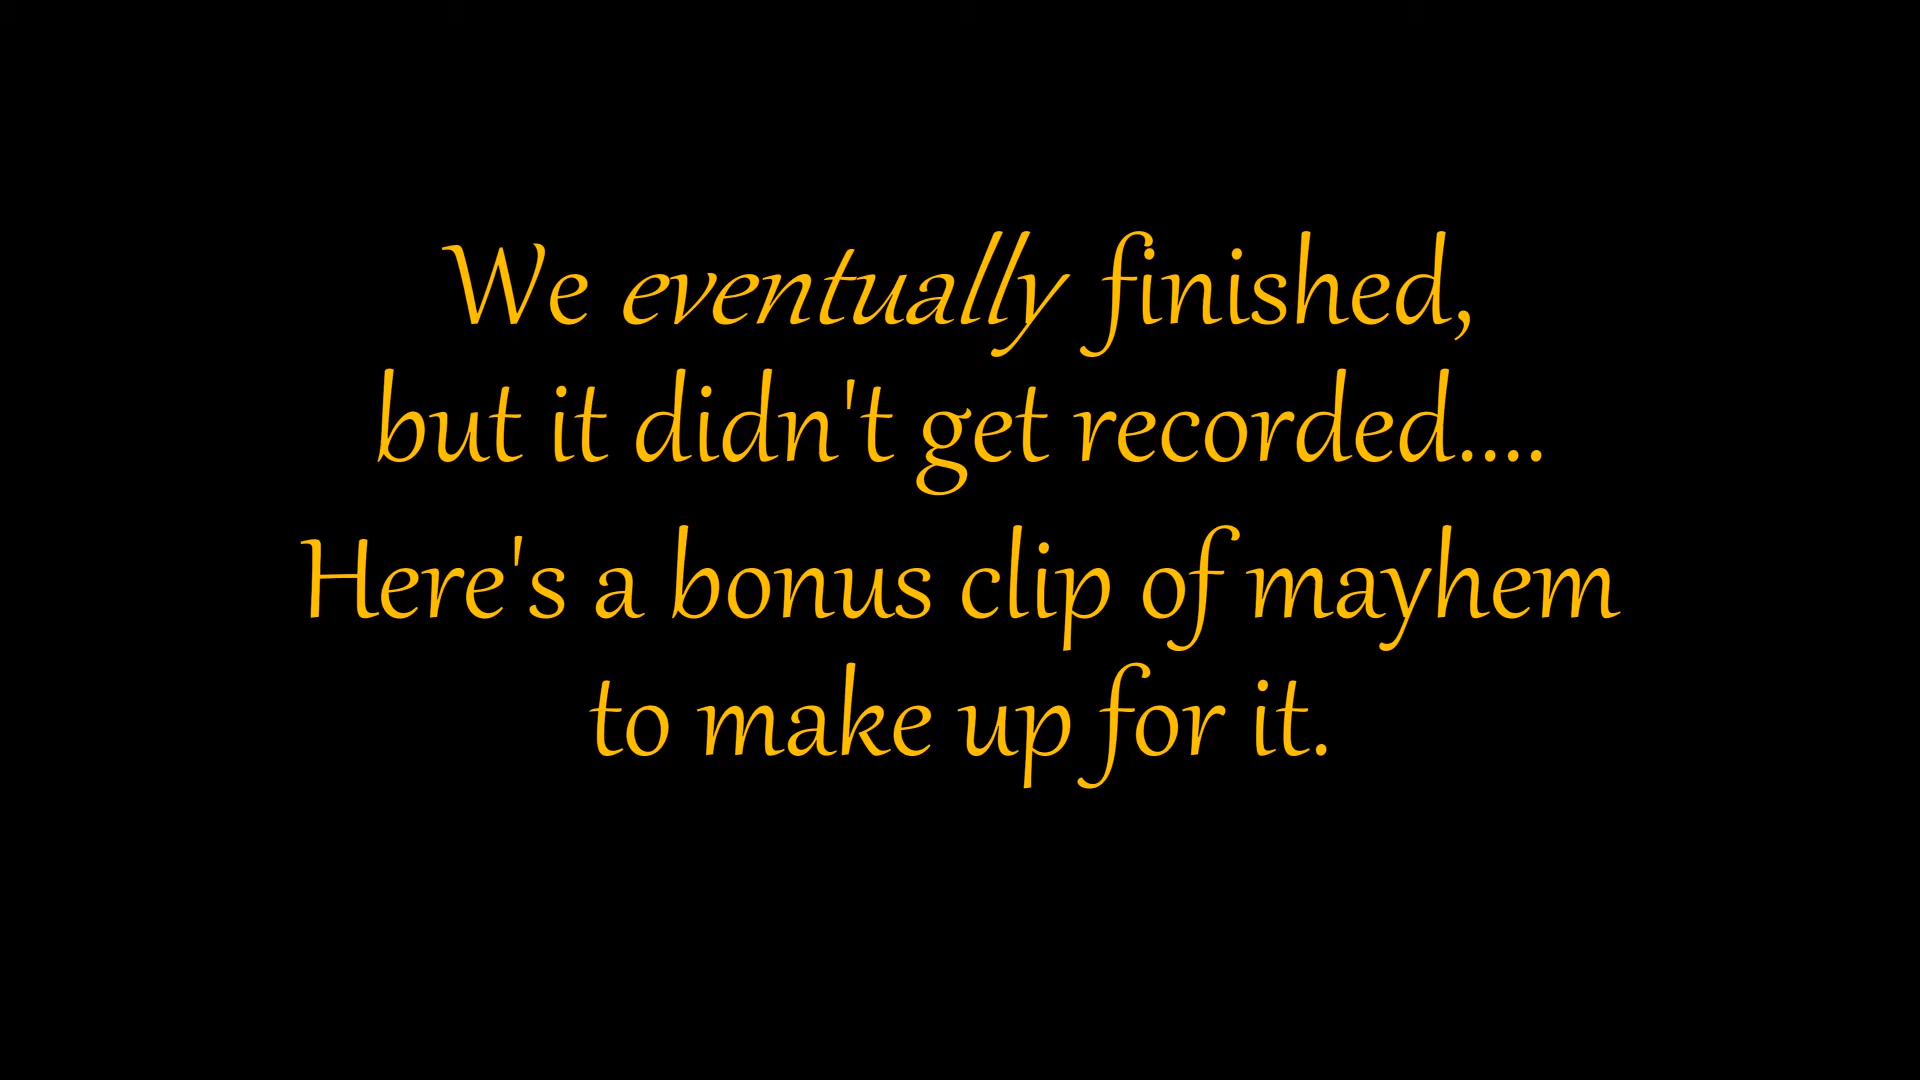 We eventually finished,
but it didn't get recorded....
Here's a bonus clip of mayhem
to make up for it.